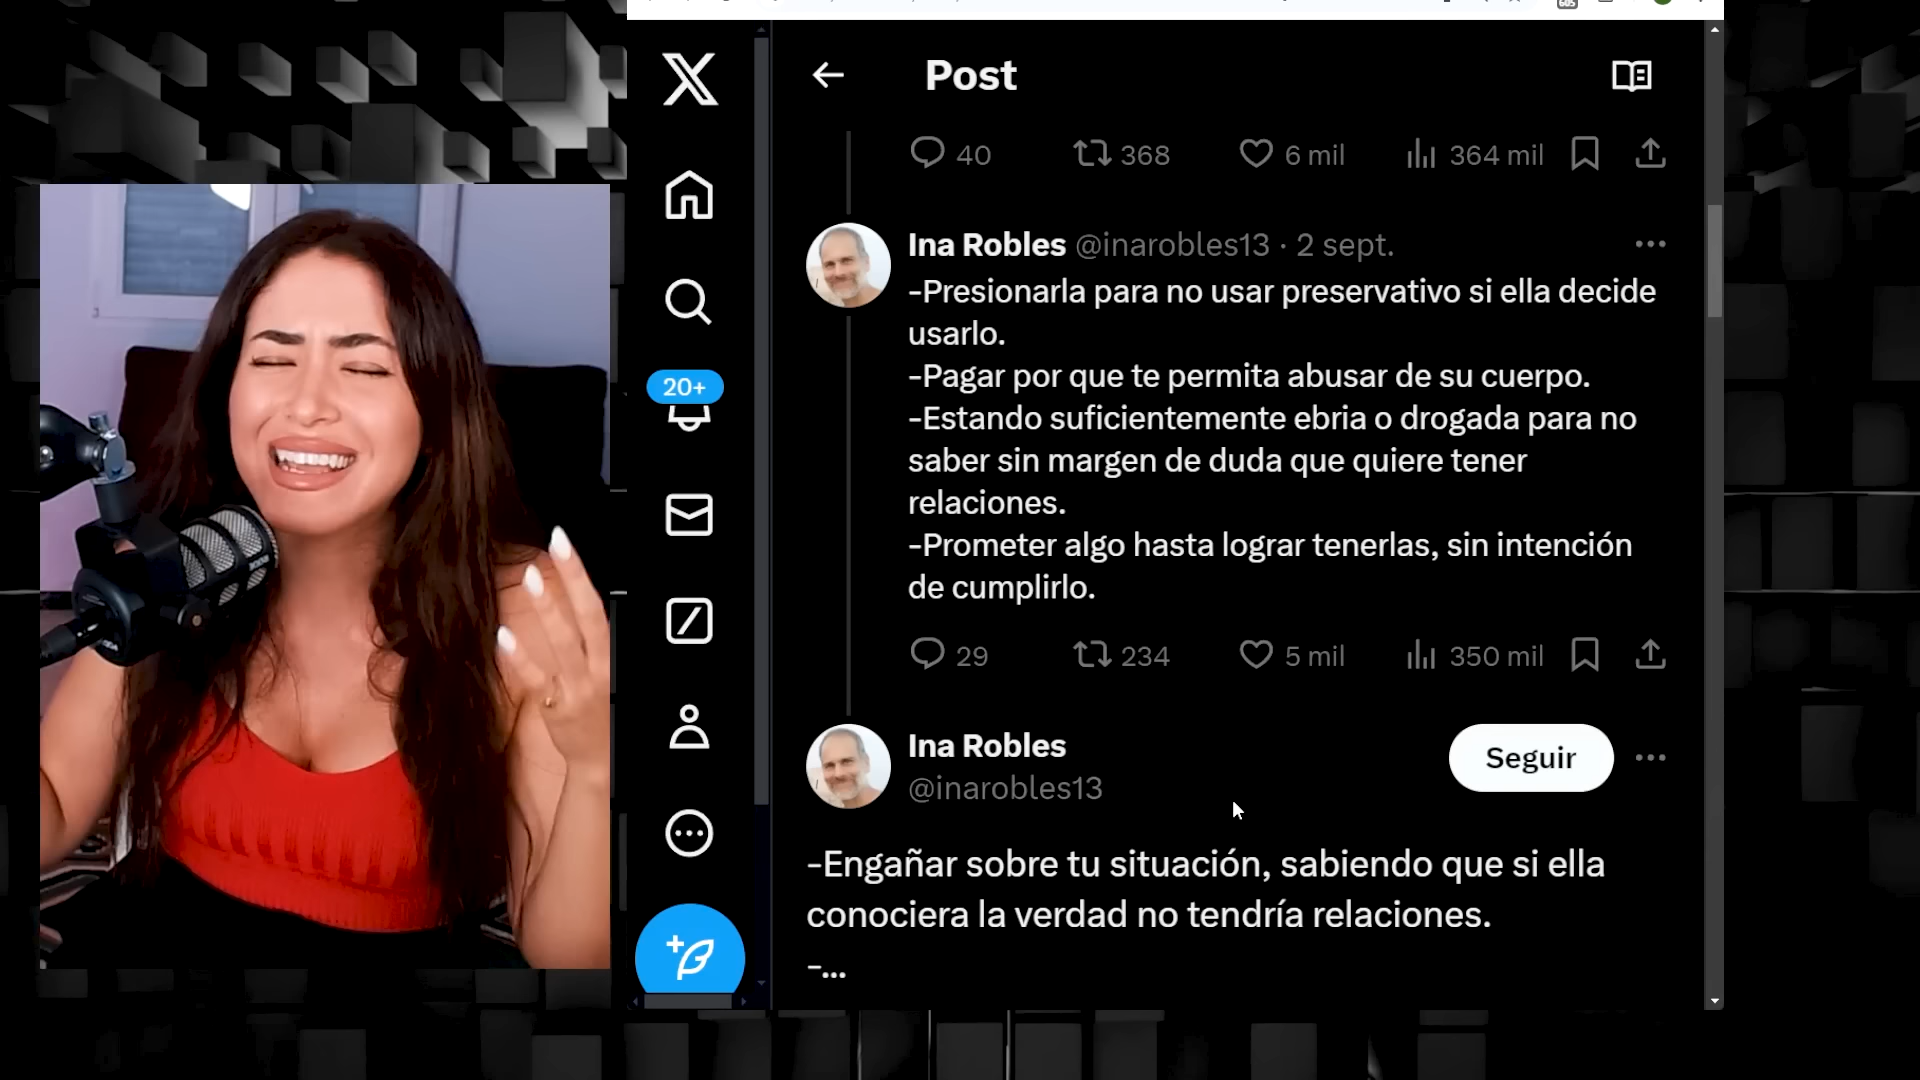 Post
40 368 6 mil 364 mil
Ina Robles @inarobles13 · 2 sept.
-Presionarla para no usar preservativo si ella decide
usarlo.
-Pagar por que te permita abusar de su cuerpo.
-Estando suficientemente ebria o drogada para no
saber sin margen de duda que quiere tener
relaciones.
-Prometer algo hasta lograr tenerlas, sin intención
de cumplirlo.
29 234 5 mil 350 mil
20+
Ina Robles
@inarobles13
Seguir
-Engañar sobre tu situación, sabiendo que si ella
conociera la verdad no tendría relaciones.
-...